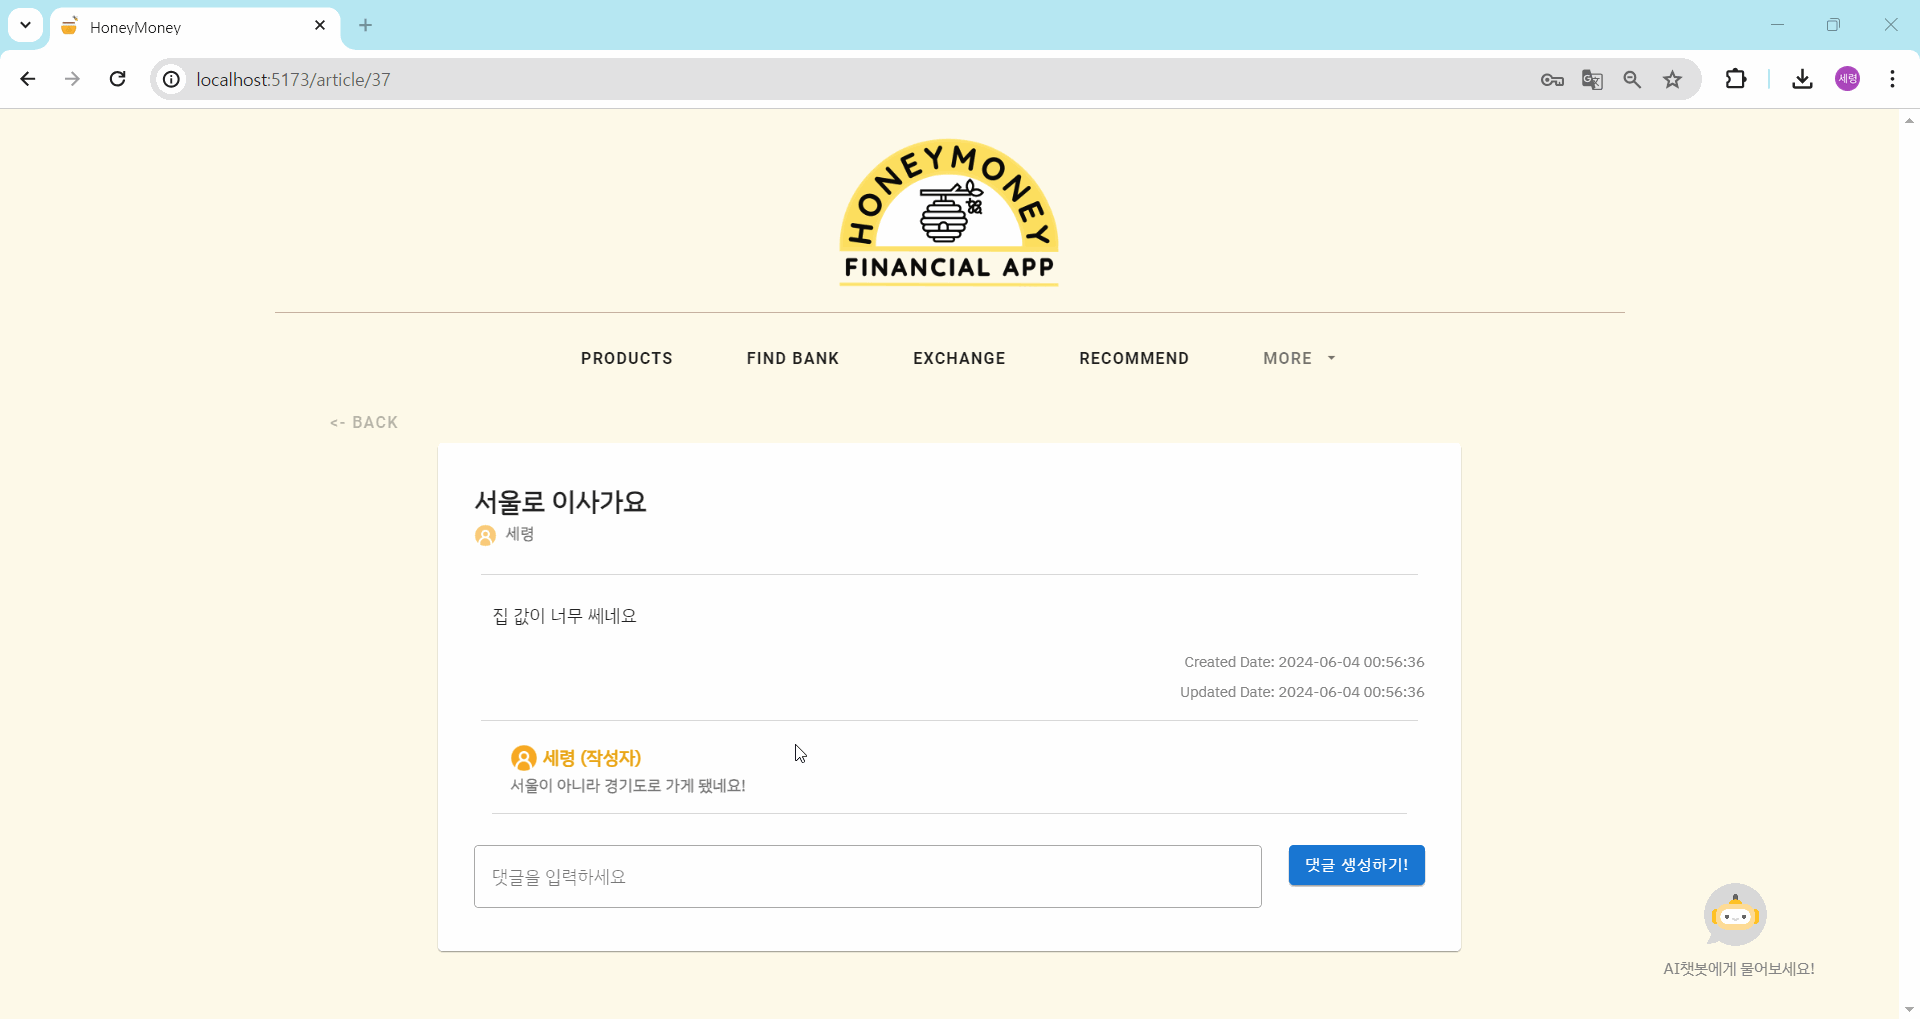 HoneyMoney
localhost:5173/article/37
세령
HONEYMONEY
FINANCIAL APP
PRODUCTS
FIND BANK
EXCHANGE
RECOMMEND
MORE
<- BACK
서울로 이사가요
세령
집 값이 너무 쎄네요
Created Date: 2024-06-04 00:56:36
Updated Date: 2024-06-04 00:56:36
세령 (작성자)
서울이 아니라 경기도로 가게 됐네요!
댓글을 입력하세요
댓글 생성하기!
AI챗봇에게 물어보세요!